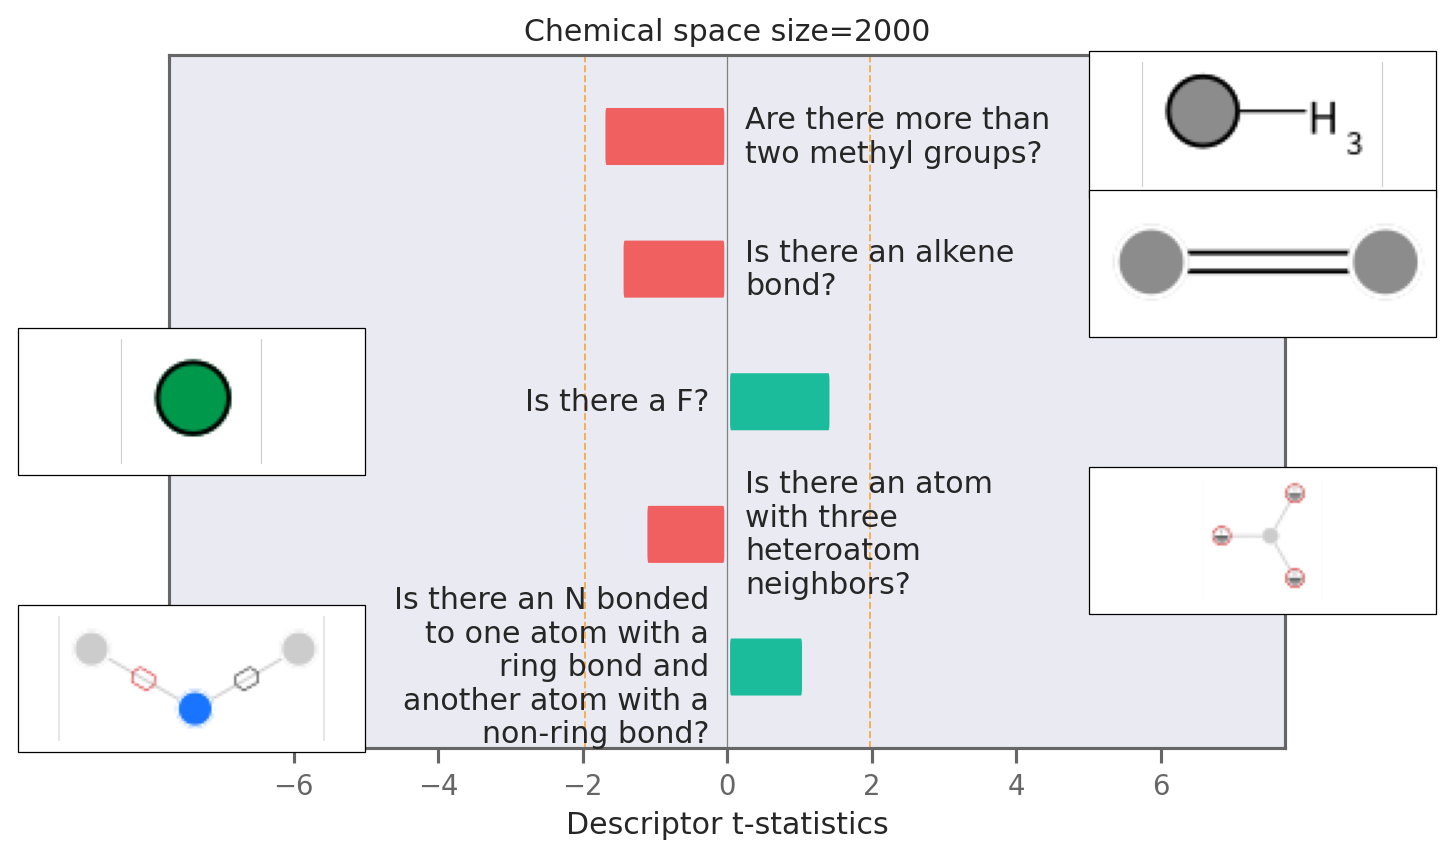 Chemical space size=2000
Are there more than
two methyl groups?
H
3
Is there an alkene
bond?
Is there a F?
Is there an atom
with three
heteroatom
neighbors?
Is there an N bonded
to one atom with a
ring bond and
another atom with a
non-ring bond?
−6 −4 −2 0 2 4 6
Descriptor t-statistics